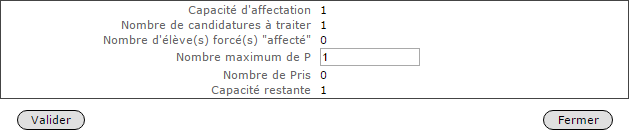 Capacité d'affectation 1
Nombre de candidatures à traiter 1
Nombre d'élève(s) forcé(s) "affecté" 0
Nombre maximum de P 1
Nombre de Pris 0
Capacité restante 1
Valider Fermer